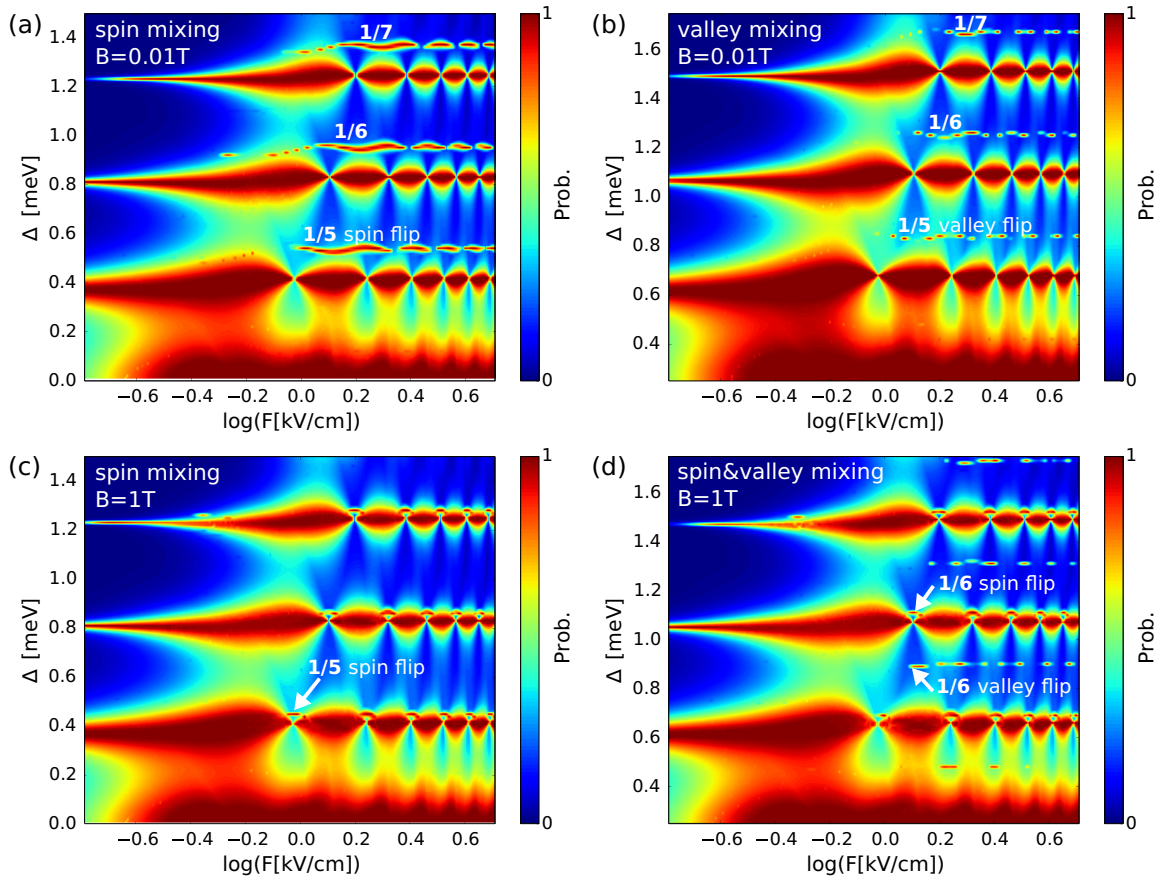 (a)
spin mixing
B=0.01T
1/7
1/6
1/5 spin flip
1.4
1.2
1.0
0.8
0.6
0.4
0.2
0.0
Δ [meV]
−0.6 −0.4 −0.2 0.0 0.2 0.4 0.6
log(F[kV/cm])
1
0
Prob.
(b)
valley mixing
B=0.01T
1/7
1/6
1/5 valley flip
1.6
1.4
1.2
1.0
0.8
0.6
0.4
Δ [meV]
−0.6 −0.4 −0.2 0.0 0.2 0.4 0.6
log(F[kV/cm])
1
0
Prob.
(c)
spin mixing
B=1T
1/5 spin flip
1.4
1.2
1.0
0.8
0.6
0.4
0.2
0.0
Δ [meV]
−0.6 −0.4 −0.2 0.0 0.2 0.4 0.6
log(F[kV/cm])
1
0
Prob.
(d)
spin&valley mixing
B=1T
1/6 spin flip
1/6 valley flip
1.6
1.4
1.2
1.0
0.8
0.6
0.4
Δ [meV]
−0.6 −0.4 −0.2 0.0 0.2 0.4 0.6
log(F[kV/cm])
1
0
Prob.